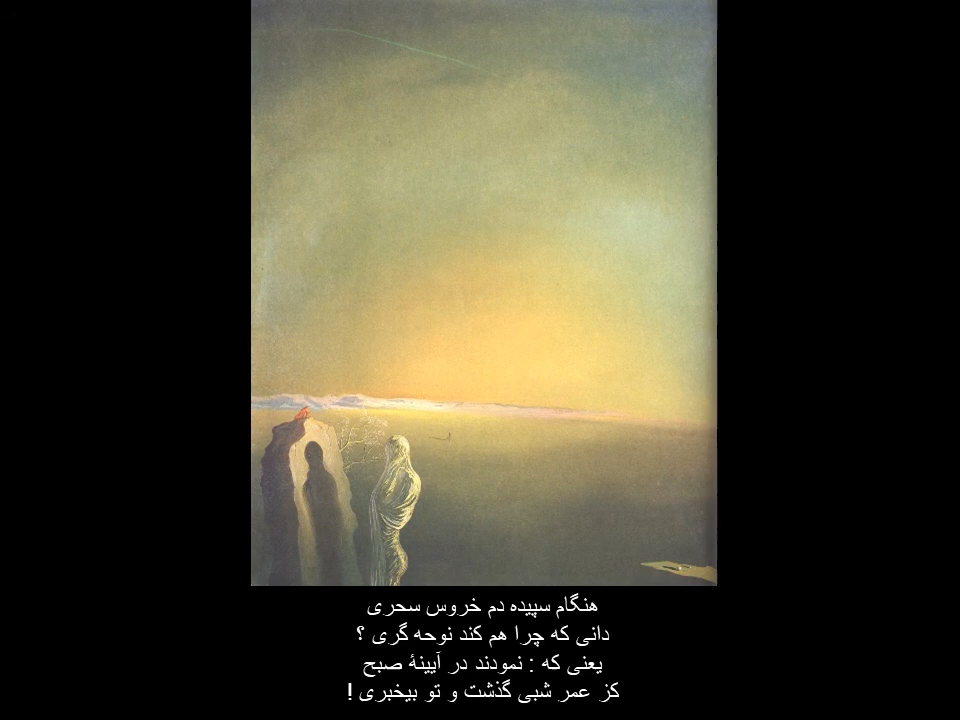 هنگام سپیده دم خروس سحری
دانی که چرا هم کند نوحه گری ؟
یعنی که : نمودند در آیینۀ صبح
کز عمر شبی گذشت و تو بیخبری !